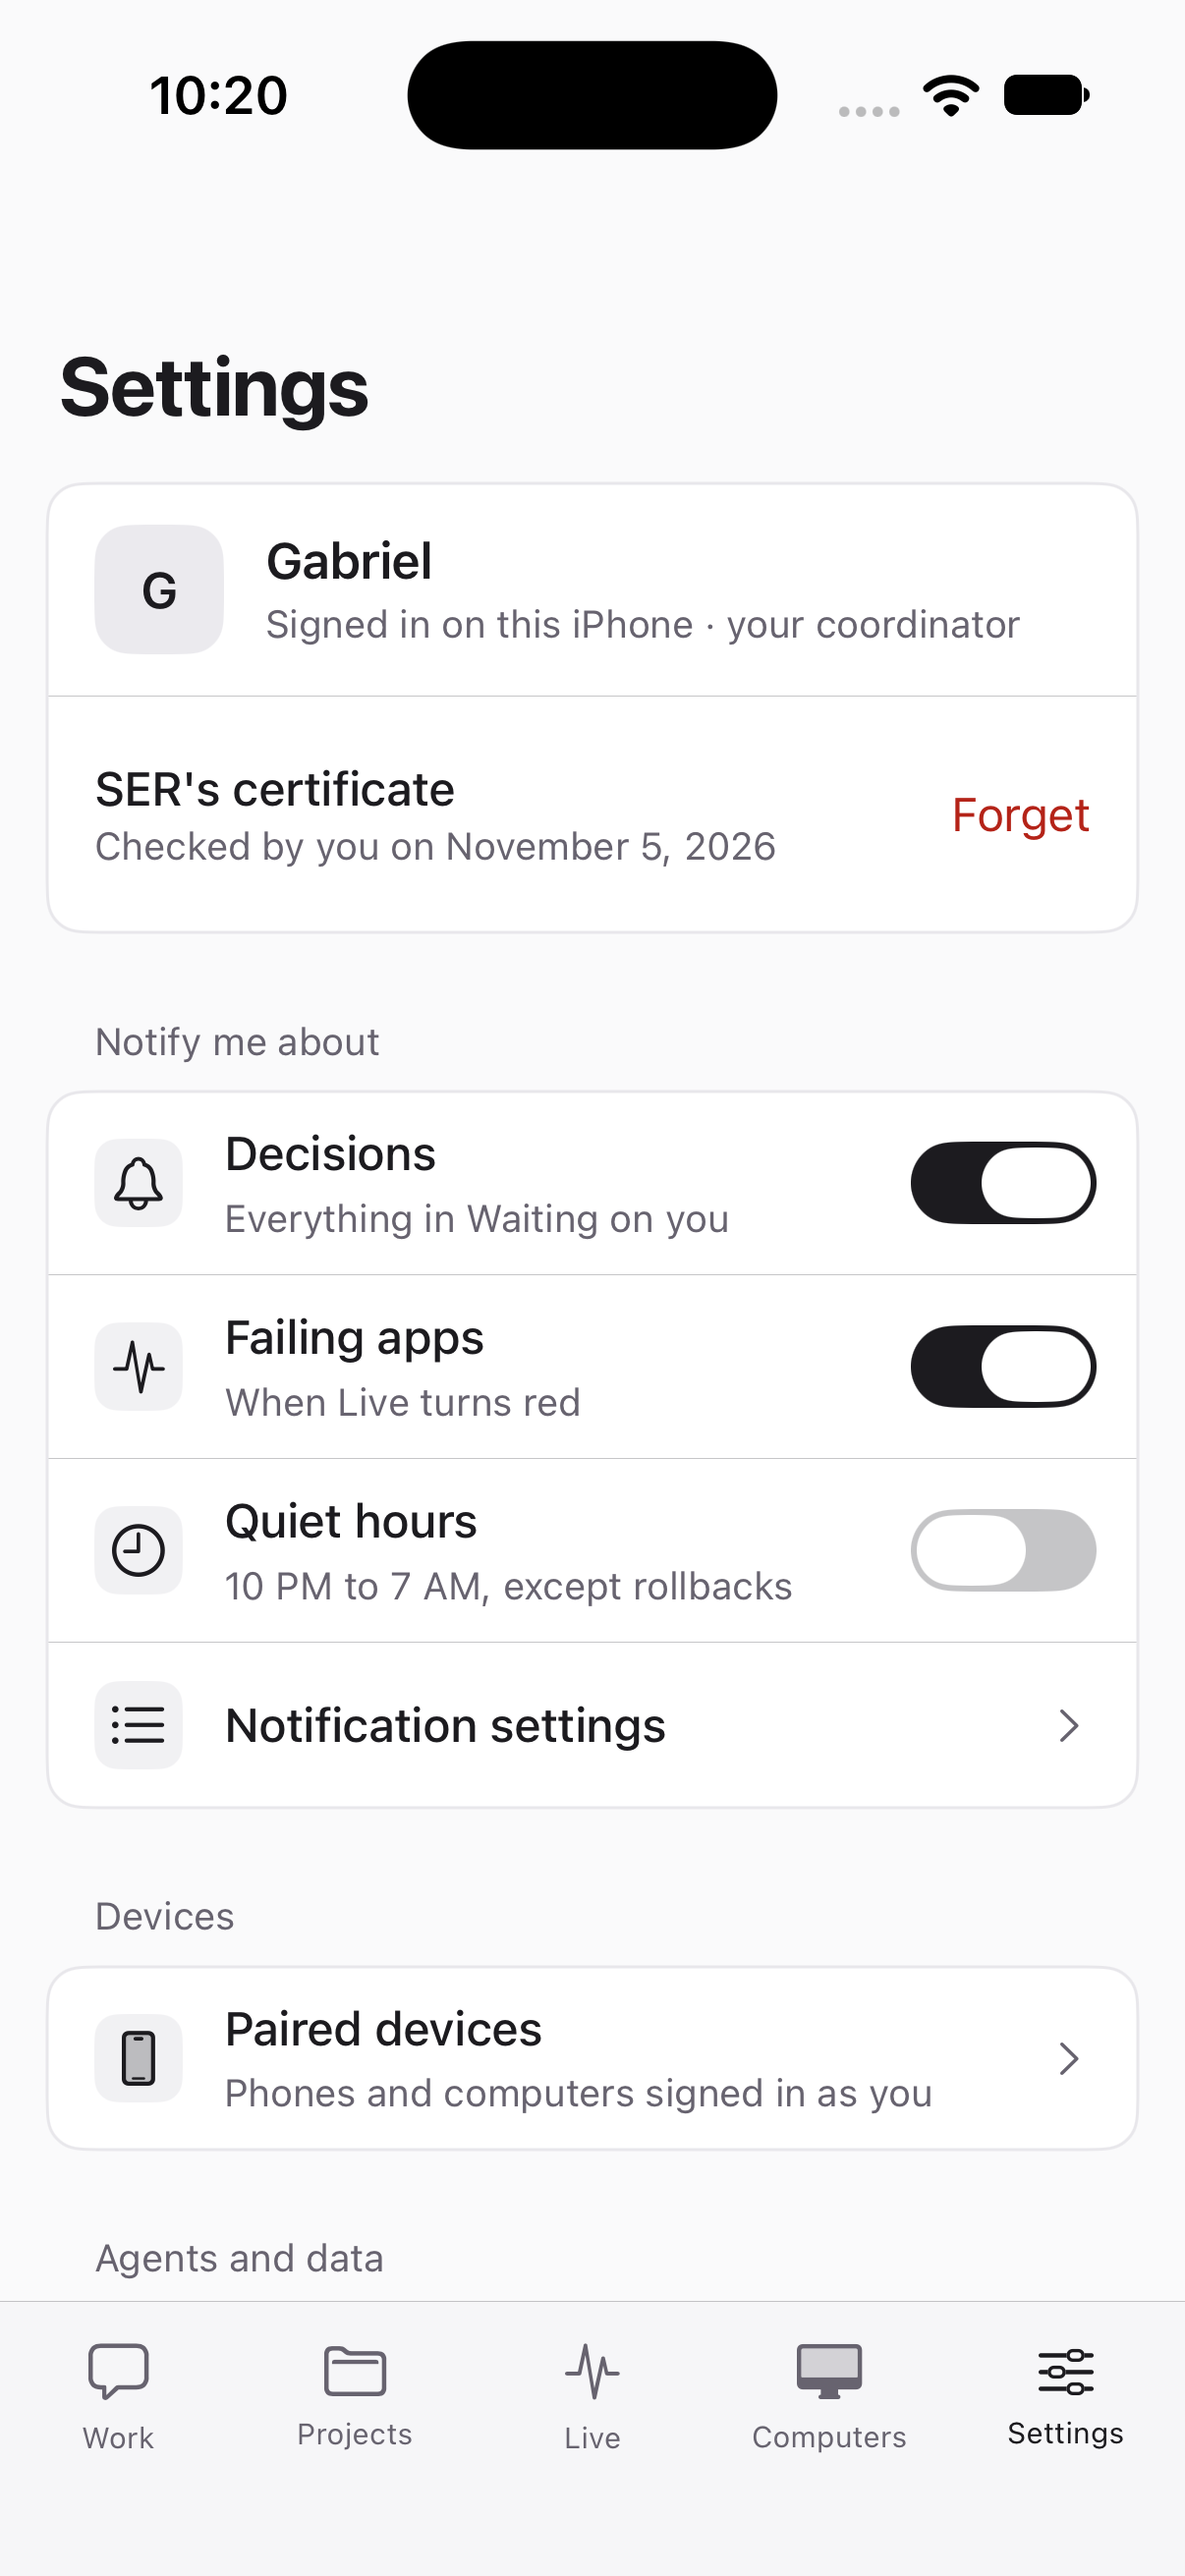 10:20
Settings
G
Gabriel
Signed in on this iPhone · your coordinator
SER's certificate
Checked by you on November 5, 2026
Forget
Notify me about
Decisions
Everything in Waiting on you
Failing apps
When Live turns red
Quiet hours
10 PM to 7 AM, except rollbacks
Notification settings
Devices
Paired devices
Phones and computers signed in as you
Agents and data
Work
Projects
Live
Computers
Settings